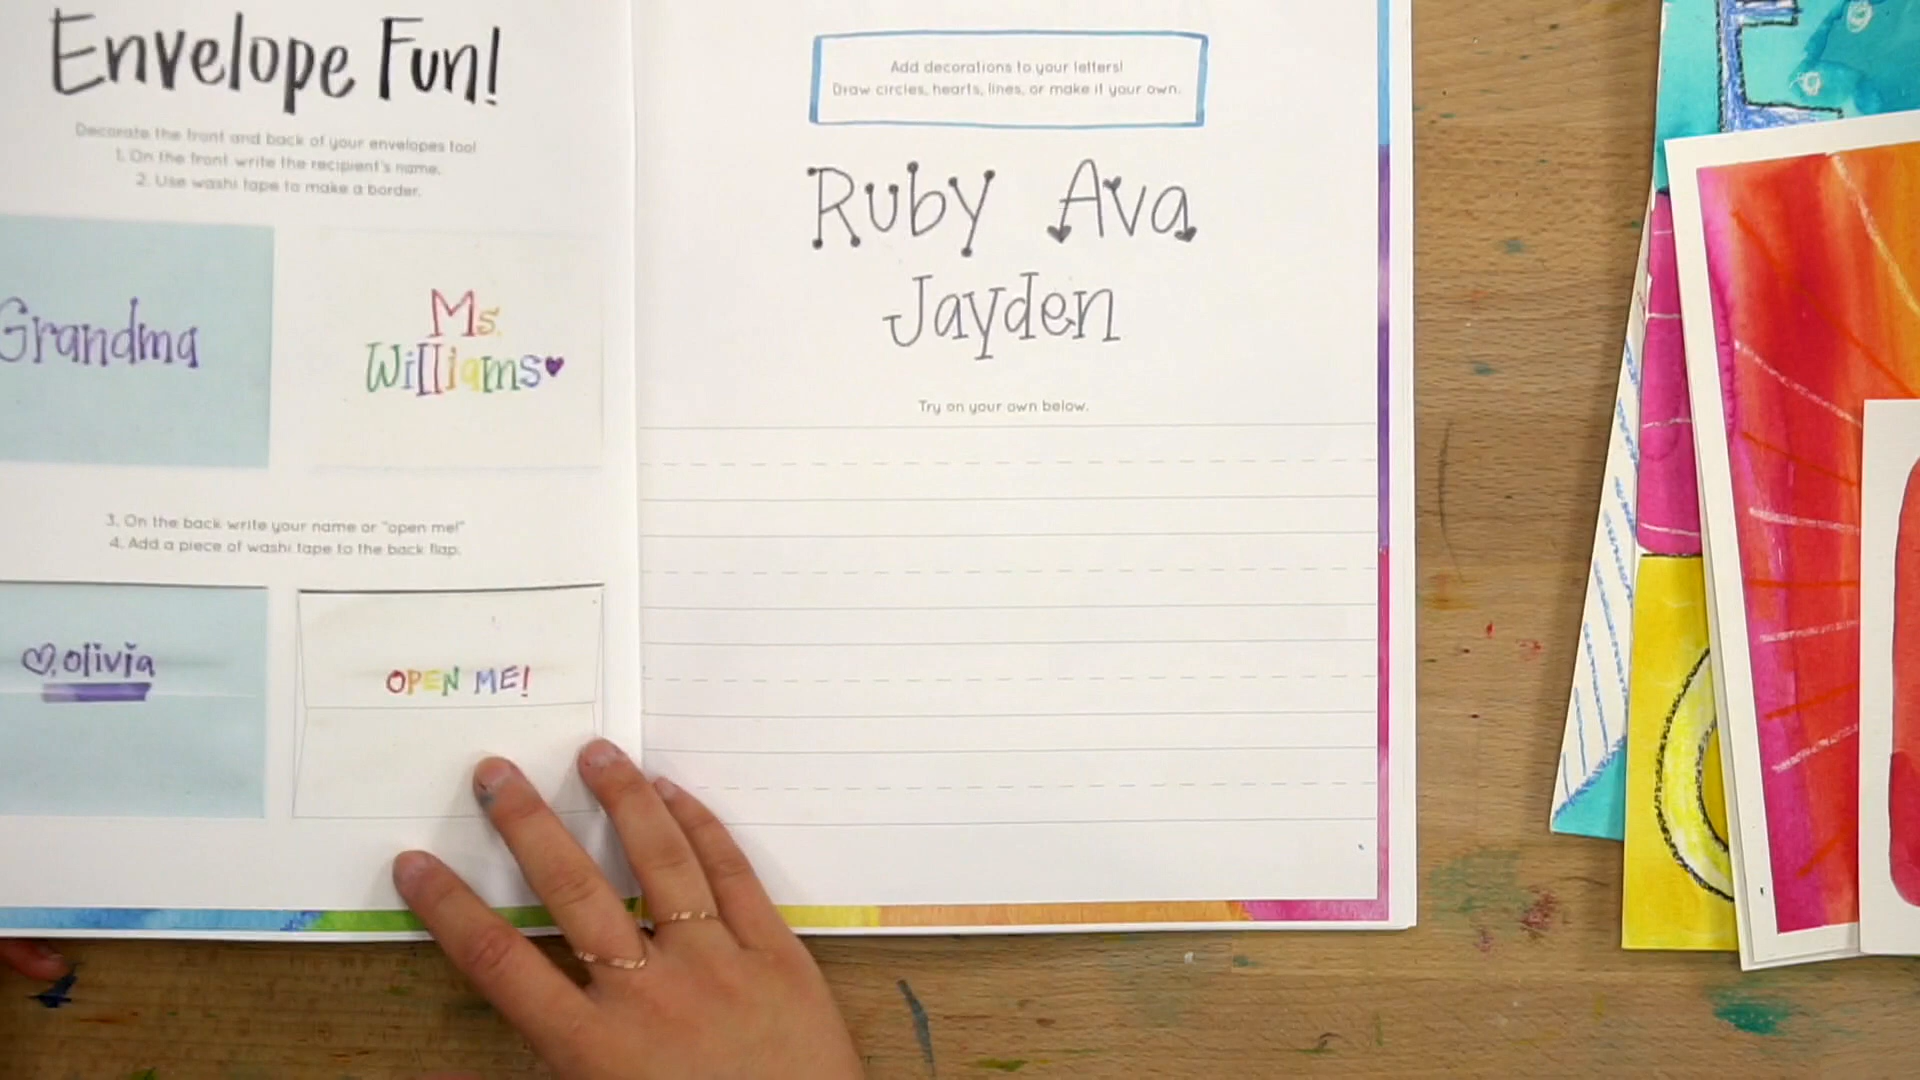 Envelope Fun!
Decorate the front and back of your envelopes too!
1. On the front write the recipient's name.
2. Use washi tape to make a border.
Grandma
Ms.
Williams
3. On the back write your name or "open me!"
4. Add a piece of washi tape to the back flap.
olivia
OPEN ME!
Add decorations to your letters!
Draw circles, hearts, lines, or make it your own.
Ruby Ava
Jayden
Try on your own below.